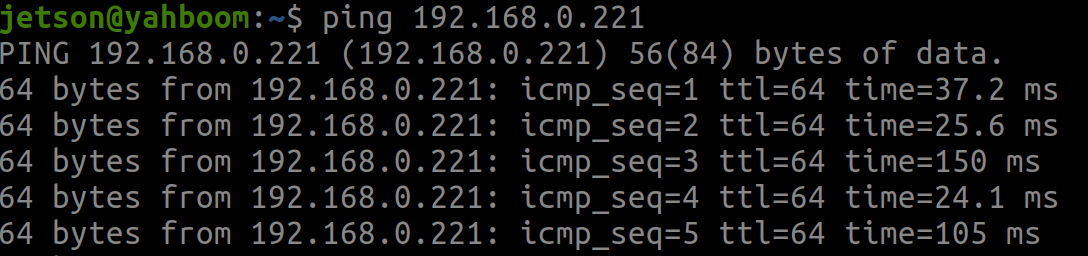 jetson@yahboom:~$ ping 192.168.0.221
PING 192.168.0.221 (192.168.0.221) 56(84) bytes of data.
64 bytes from 192.168.0.221: icmp_seq=1 ttl=64 time=37.2 ms
64 bytes from 192.168.0.221: icmp_seq=2 ttl=64 time=25.6 ms
64 bytes from 192.168.0.221: icmp_seq=3 ttl=64 time=150 ms
64 bytes from 192.168.0.221: icmp_seq=4 ttl=64 time=24.1 ms
64 bytes from 192.168.0.221: icmp_seq=5 ttl=64 time=105 ms